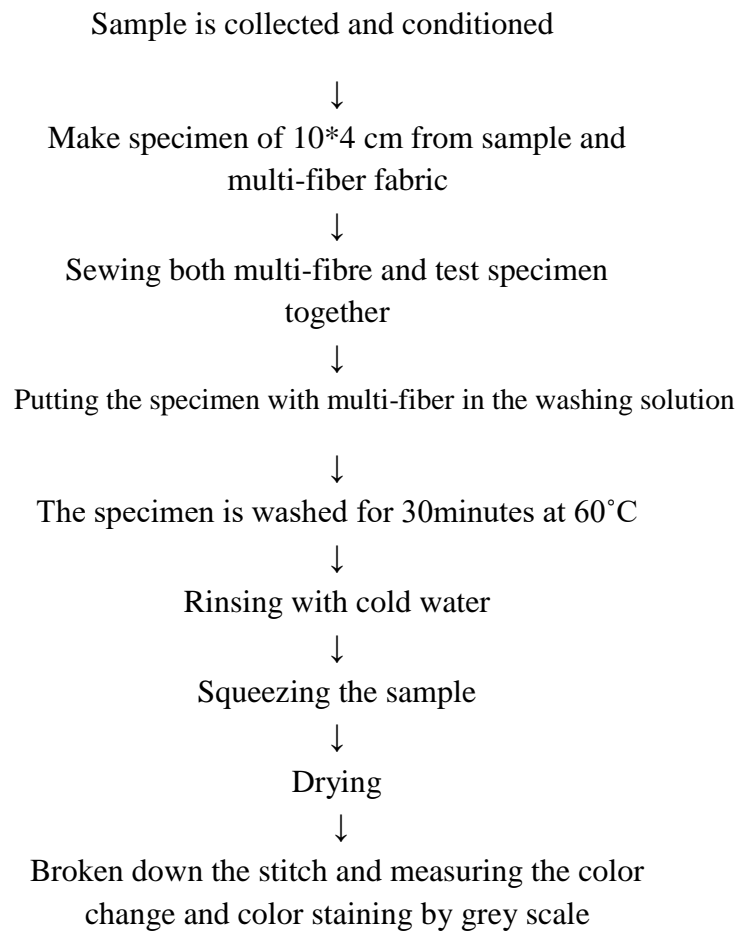 Sample is collected and conditioned
↓
Make specimen of 10*4 cm from sample and
multi-fiber fabric
↓
Sewing both multi-fibre and test specimen
together
↓
Putting the specimen with multi-fiber in the washing solution
↓
The specimen is washed for 30minutes at 60˚C
↓
Rinsing with cold water
↓
Squeezing the sample
↓
Drying
↓
Broken down the stitch and measuring the color
change and color staining by grey scale